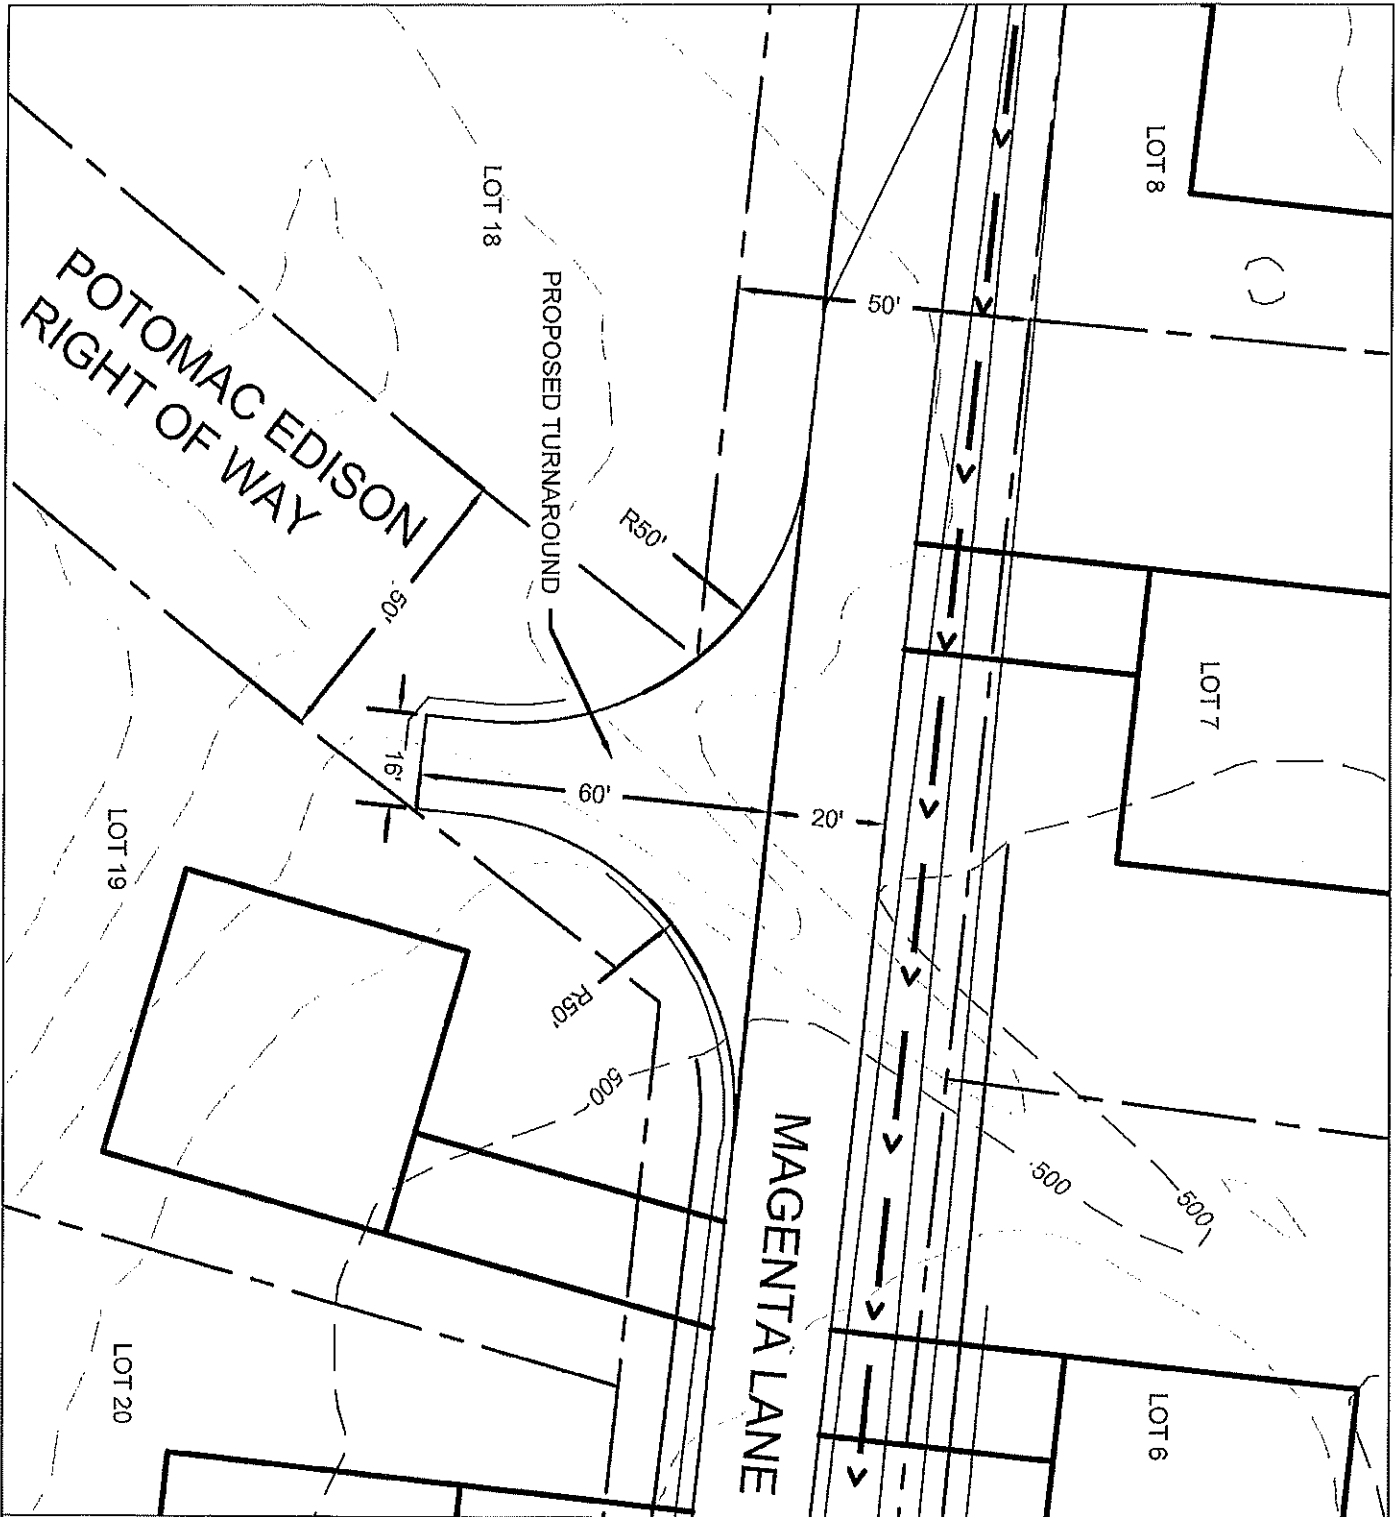 LOT 8
LOT 18
50'
PROPOSED TURNAROUND
POTOMAC EDISON
RIGHT OF WAY
R50'
50'
LOT 7
16'
60'
20'
LOT 19
R50'
500
MAGENTA LANE
500
500
LOT 20
LOT 6